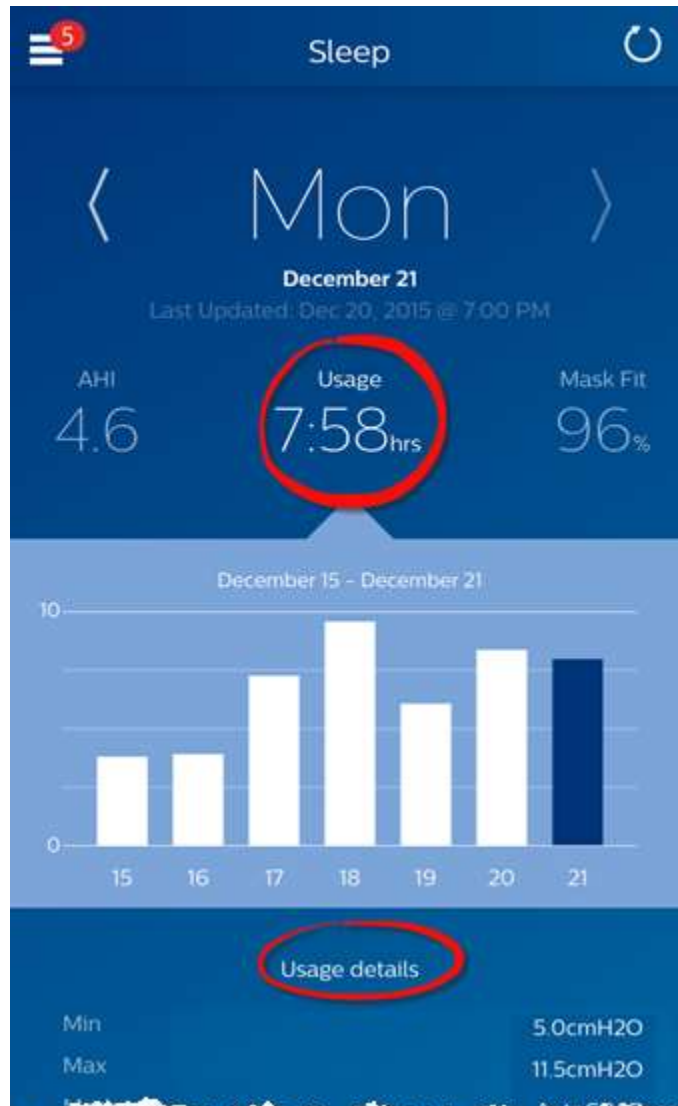 5
Sleep
Mon
December 21
Last Updated: Dec 20, 2015 @ 7:00 PM
AHI Usage Mask Fit
4.6 7:58hrs 96%
December 15 - December 21
10
0
15 16 17 18 19 20 21
Usage details
Min 5.0cmH2O
Max 11.5cmH2O